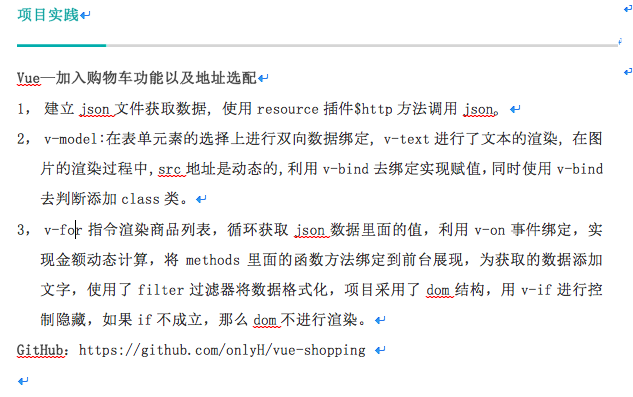 项目实践
Vue—加入购物车功能以及地址选配
1， 建立 json 文件获取数据, 使用 resource 插件$http 方法调用 json。
2， v-model:在表单元素的选择上进行双向数据绑定, v-text 进行了文本的渲染, 在图
片的渲染过程中, src 地址是动态的, 利用 v-bind 去绑定实现赋值, 同时使用 v-bind
去判断添加 class 类。
3， v-for 指令渲染商品列表，循环获取 json 数据里面的值，利用 v-on 事件绑定，实
现金额动态计算，将 methods 里面的函数方法绑定到前台展现，为获取的数据添加
文字，使用了 filter 过滤器将数据格式化，项目采用了 dom 结构，用 v-if 进行控
制隐藏，如果 if 不成立，那么 dom 不进行渲染。
GitHub：https://github.com/onlyH/vue-shopping